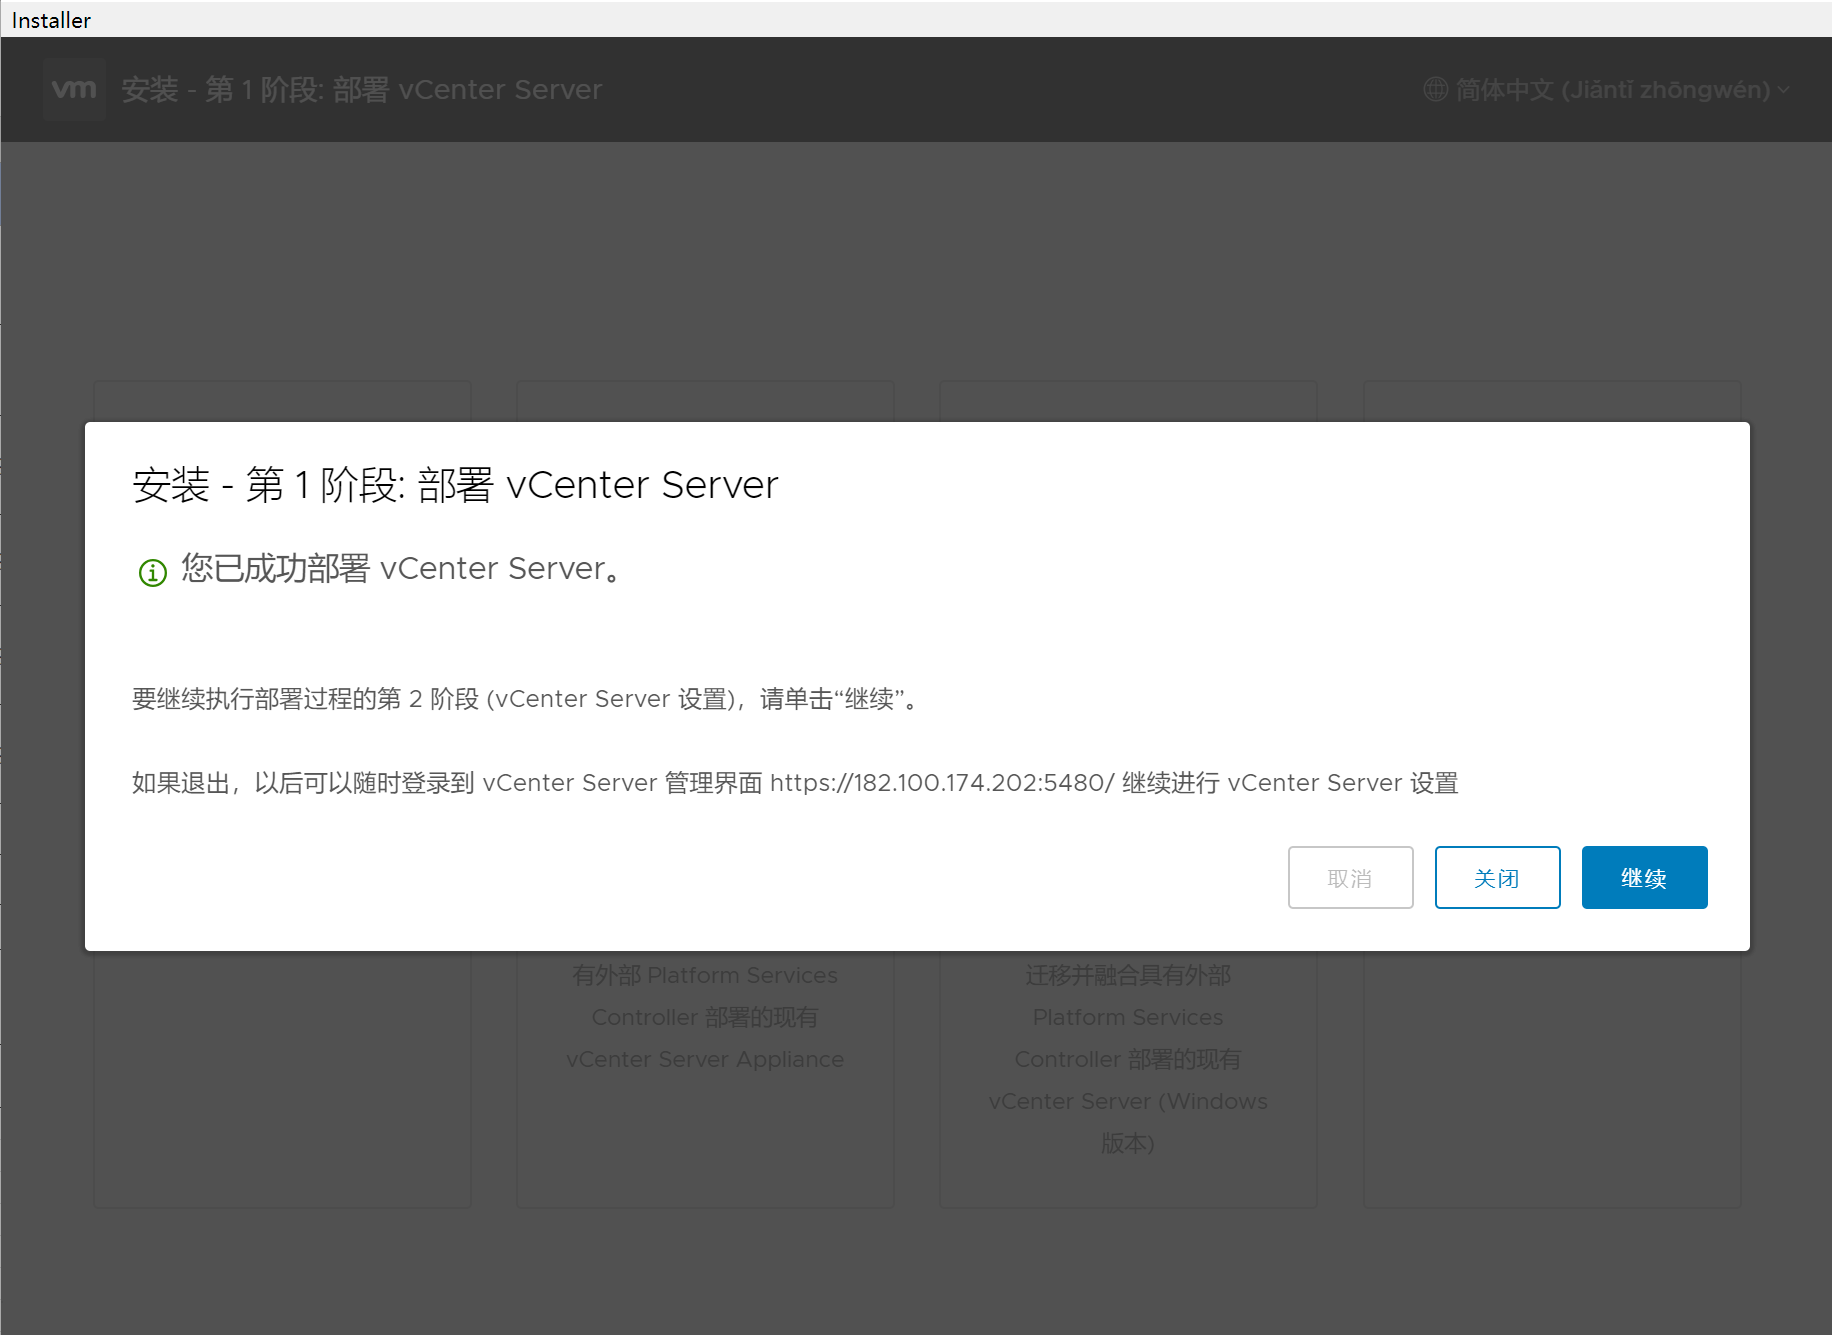 Installer
vm 安装 - 第 1 阶段: 部署 vCenter Server
简体中文 (Jiǎntǐ zhōngwén)
安装 - 第 1 阶段: 部署 vCenter Server
您已成功部署 vCenter Server。
要继续执行部署过程的第 2 阶段 (vCenter Server 设置)，请单击“继续”。
如果退出，以后可以随时登录到 vCenter Server 管理界面 https://182.100.174.202:5480/ 继续进行 vCenter Server 设置
取消
关闭
继续
有外部 Platform Services
Controller 部署的现有
vCenter Server Appliance
迁移并融合具有外部
Platform Services
Controller 部署的现有
vCenter Server (Windows
版本)